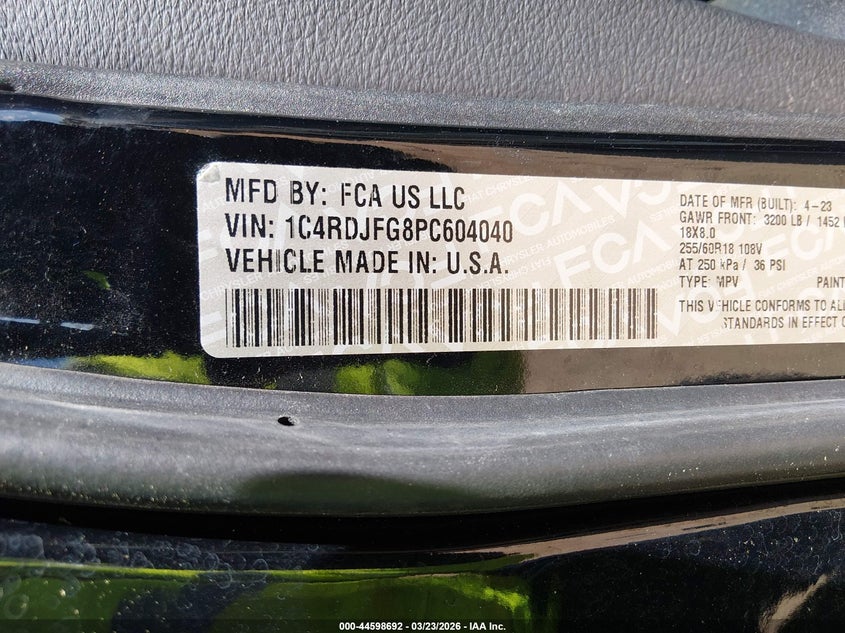 MFD BY: FCA US LLC
VIN: 1C4RDJFG8PC604040
VEHICLE MADE IN: U.S.A.
DATE OF MFR (BUILT): 4-23
GAWR FRONT: 3200 LB / 1452
18X8.0
255/60R18 108V
AT 250 kPa / 36 PSI
TYPE: MPV PAINT
THIS VEHICLE CONFORMS TO ALL
STANDARDS IN EFFECT
000-44598692 | 03/23/2026 - IAA Inc.